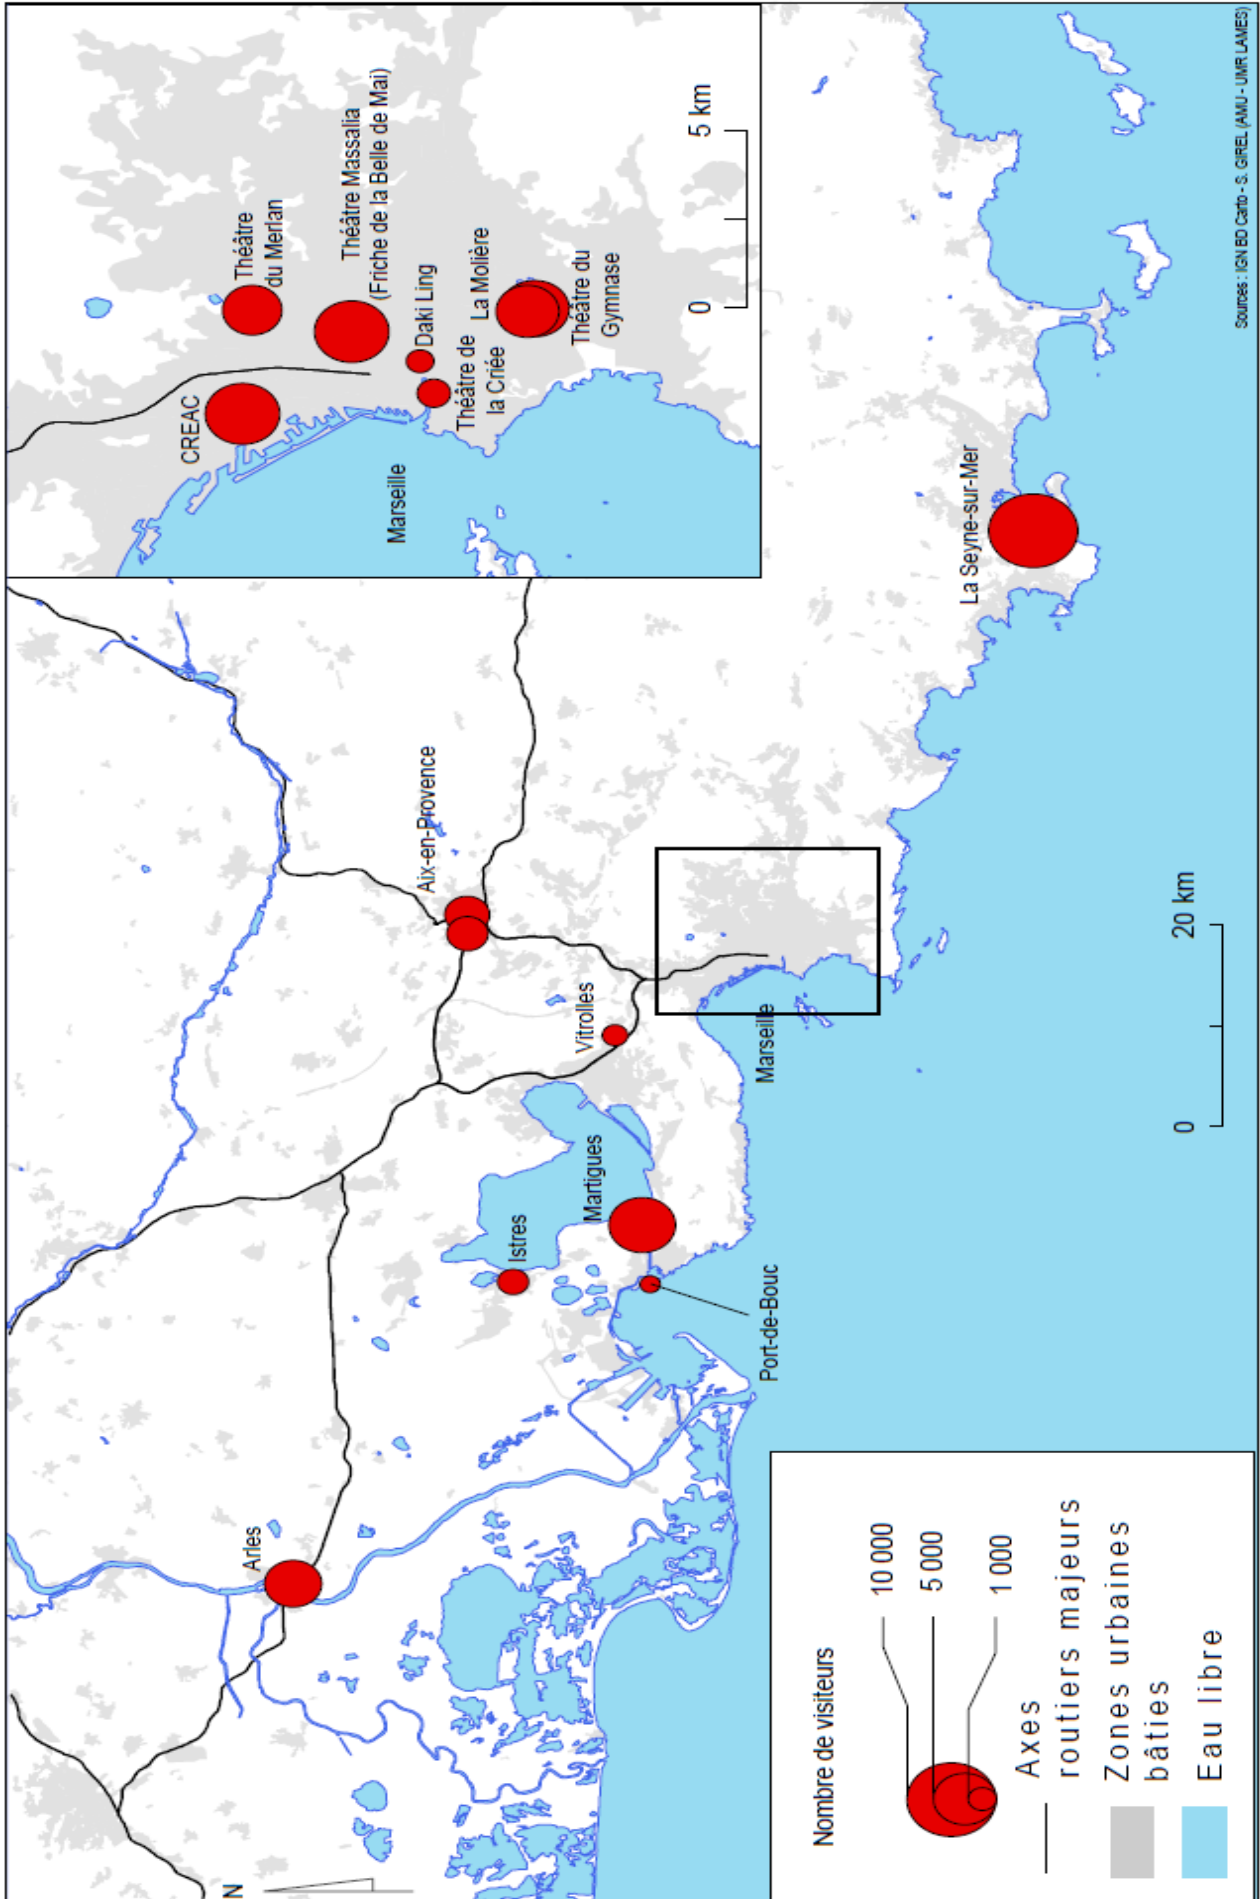 CREAC
Théâtre
du Merlan
Théâtre Massalia
(Friche de la Belle de Mai)
Daki Ling
Théâtre de
la Criée
La Molière
Théâtre du
Gymnase
Marseille
0
5 km
Arles
Aix-en-Provence
Vitrolles
Istres
Martigues
Port-de-Bouc
Marseille
La Seyne-sur-Mer
0
20 km
N
Nombre de visiteurs
10 000
5 000
1 000
Axes
routiers majeurs
Zones urbaines
bâties
Eau libre
Sources : IGN BD Carto - S. GIREL (AMU - UMR LAMES)